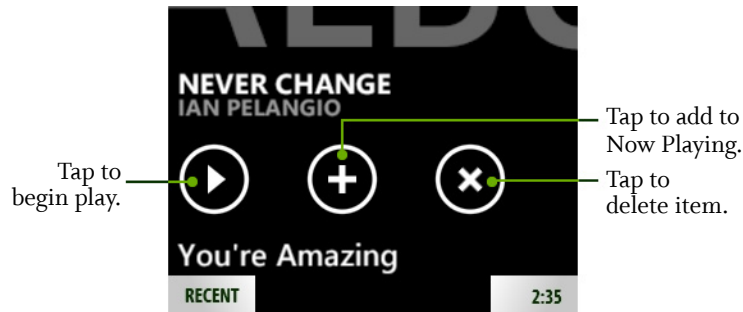 NEVER CHANGE
IAN PELANGIO
Tap to add to
Now Playing.
Tap to
begin play.
Tap to
delete item.
You're Amazing
RECENT
2:35